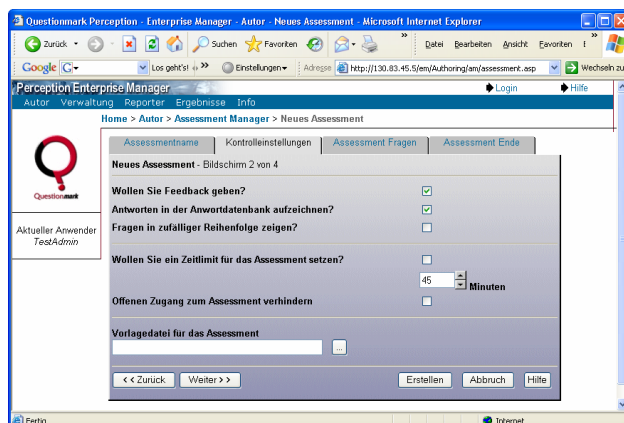 Questionmark Perception - Enterprise Manager - Autor - Neues Assessment - Microsoft Internet Explorer
Zurück Suchen Favoriten » Datei Bearbeiten Ansicht Favoriten »
Google G Los geht's! » Einstellungen Adresse http://130.83.45.5/em/Authoring/am/assessment.asp Wechseln zu
Perception Enterprise Manager Login Hilfe
Autor Verwaltung Reporter Ergebnisse Info
Home > Autor > Assessment Manager > Neues Assessment
Assessmentname Kontrolleinstellungen Assessment Fragen Assessment Ende
Neues Assessment - Bildschirm 2 von 4
Questionmark
Wollen Sie Feedback geben?
Antworten in der Anwortdatenbank aufzeichnen?
Fragen in zufälliger Reihenfolge zeigen?
Aktueller Anwender
TestAdmin
Wollen Sie ein Zeitlimit für das Assessment setzen?
45 Minuten
Offenen Zugang zum Assessment verhindern
Vorlagedatei für das Assessment
...
<< Zurück Weiter >> Erstellen Abbruch Hilfe
Fertig Internet